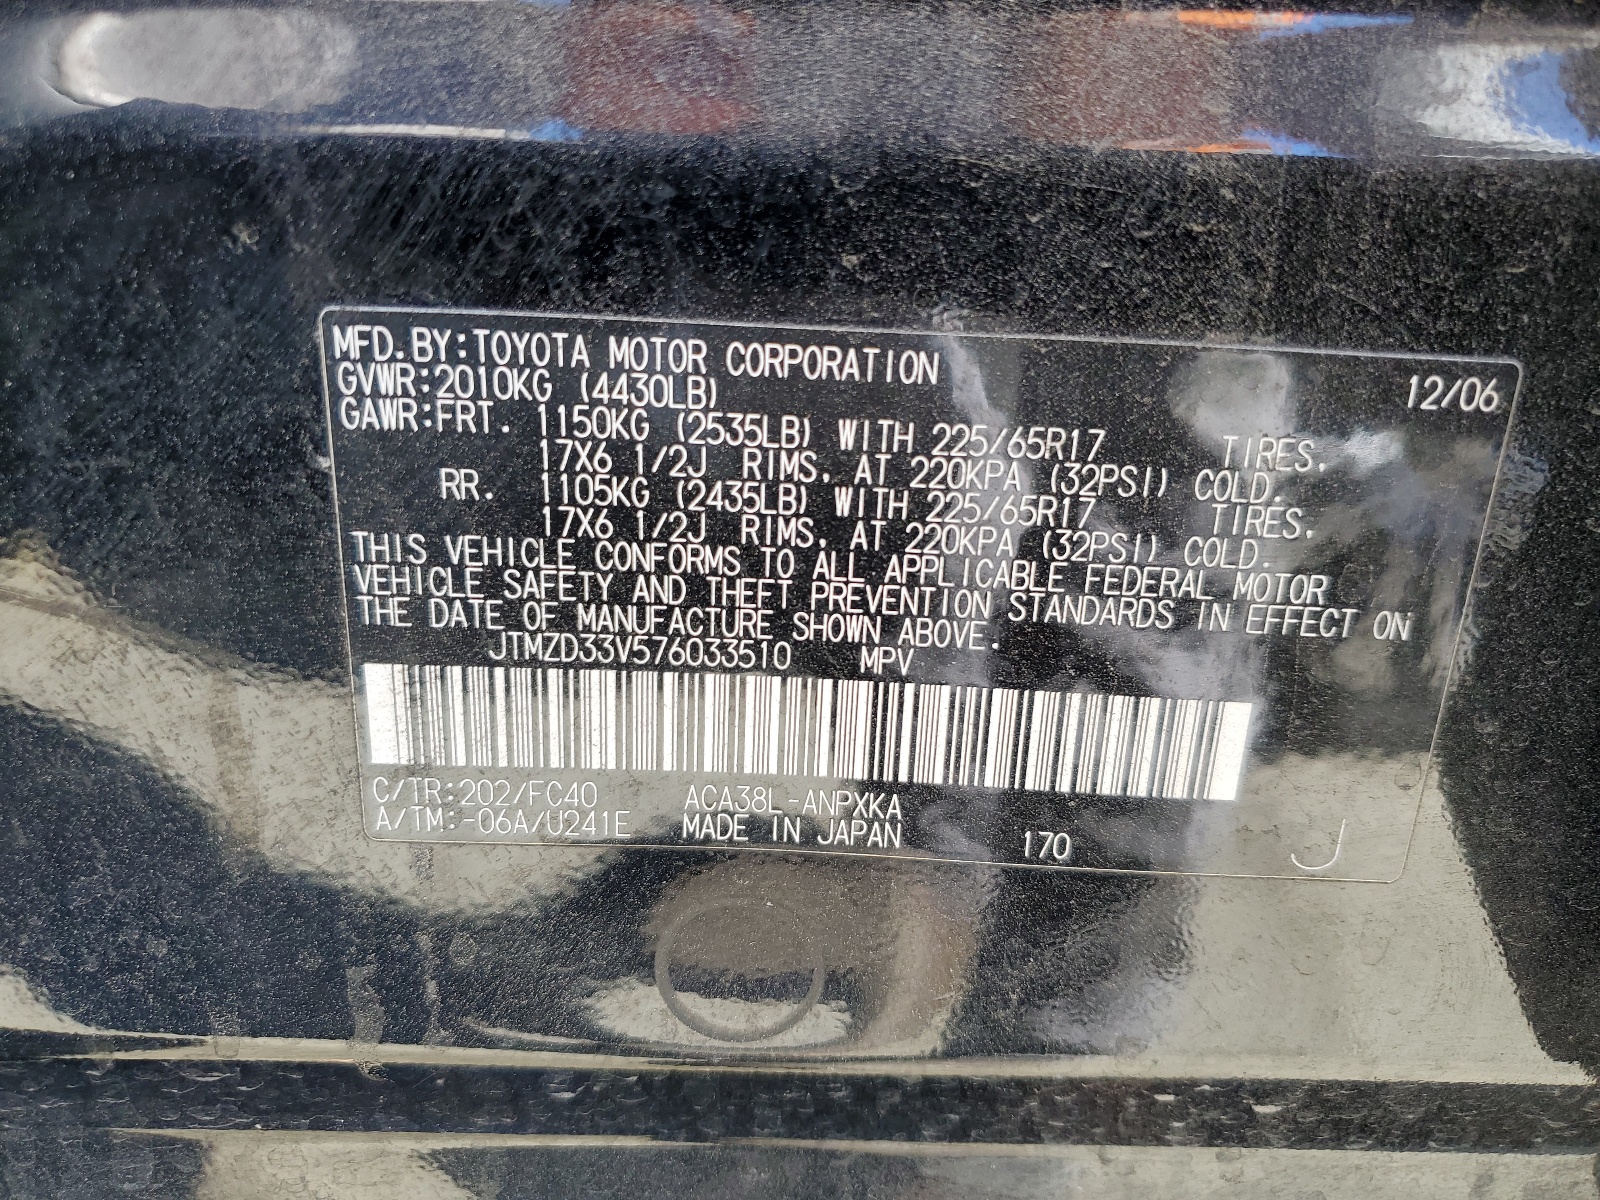 MFD.BY:TOYOTA MOTOR CORPORATION 12/06
GVWR:2010KG (4430LB)
GAWR:FRT. 1150KG (2535LB) WITH 225/65R17 TIRES.
17X6 1/2J RIMS, AT 220KPA (32PSI) COLD.
RR. 1105KG (2435LB) WITH 225/65R17 TIRES.
17X6 1/2J RIMS, AT 220KPA (32PSI) COLD.
THIS VEHICLE CONFORMS TO ALL APPLICABLE FEDERAL MOTOR
VEHICLE SAFETY AND THEFT PREVENTION STANDARDS IN EFFECT ON
THE DATE OF MANUFACTURE SHOWN ABOVE.
JTMZD33V576033510 MPV
C/TR:202/FC40 ACA38L-ANPXKA
A/TM:-06A/U241E MADE IN JAPAN 170 J